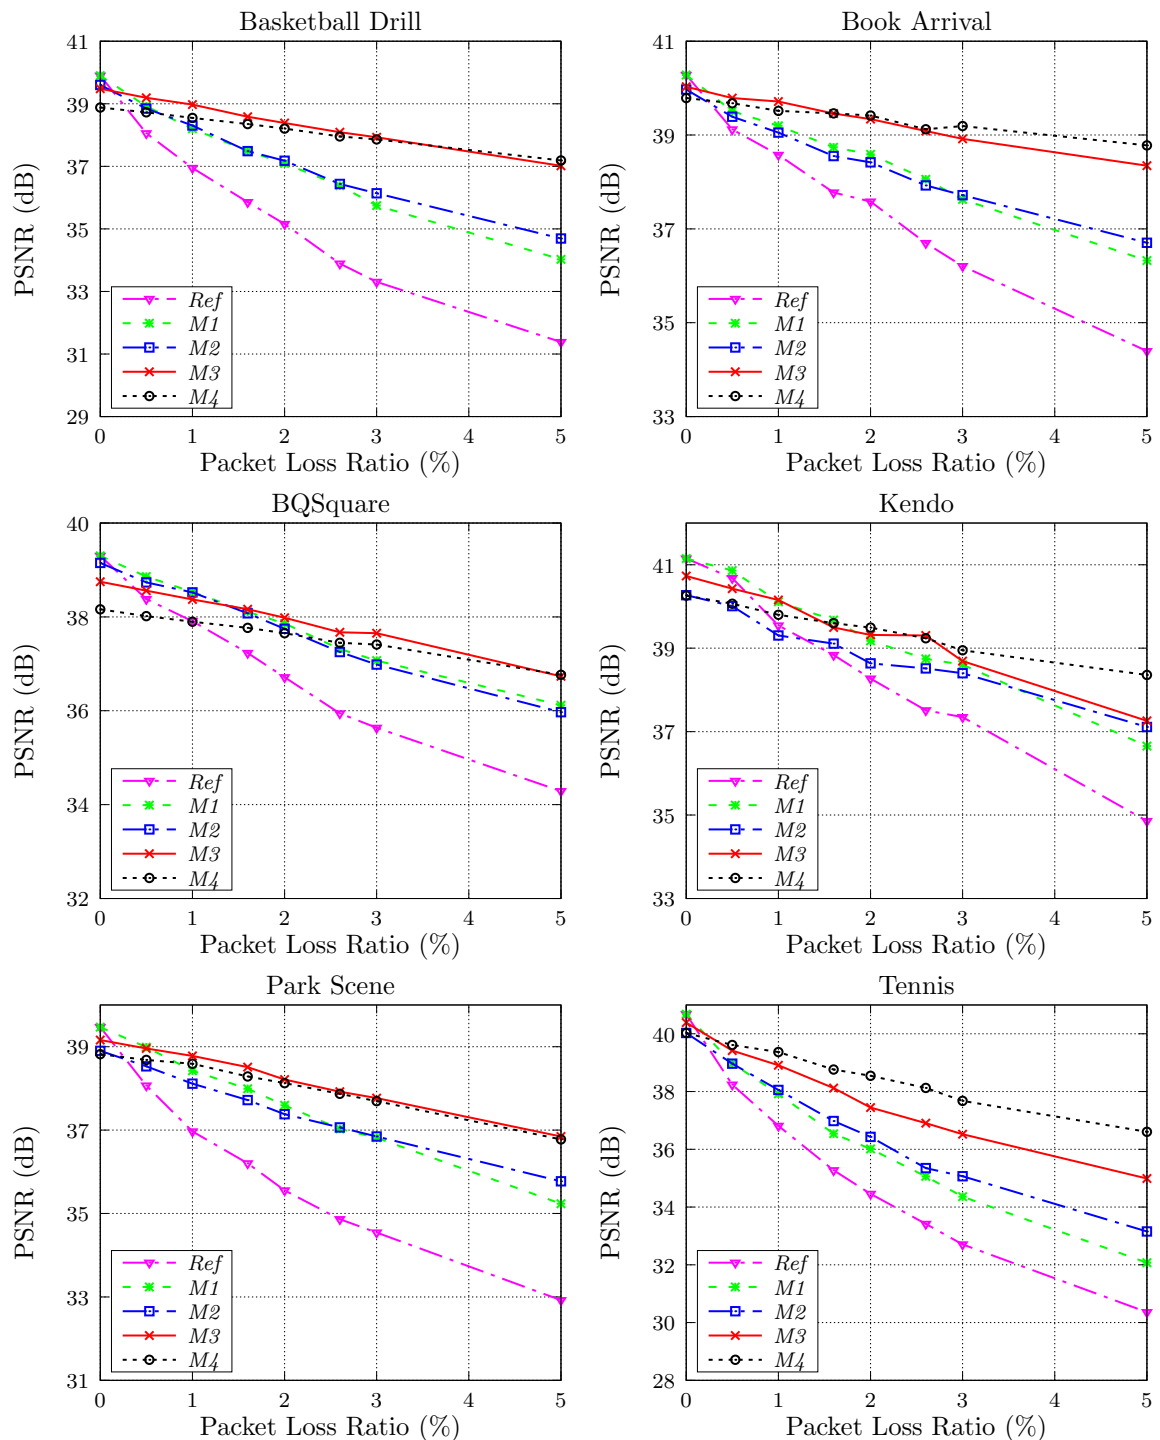 Basketball Drill
41
39
37
35
33
31
29
PSNR (dB)
Ref
M1
M2
M3
M4
0 1 2 3 4 5
Packet Loss Ratio (%)
Book Arrival
41
39
37
35
33
PSNR (dB)
Ref
M1
M2
M3
M4
0 1 2 3 4 5
Packet Loss Ratio (%)
BQSquare
40
38
36
34
32
PSNR (dB)
Ref
M1
M2
M3
M4
0 1 2 3 4 5
Packet Loss Ratio (%)
Kendo
41
39
37
35
33
PSNR (dB)
Ref
M1
M2
M3
M4
0 1 2 3 4 5
Packet Loss Ratio (%)
Park Scene
39
37
35
33
31
PSNR (dB)
Ref
M1
M2
M3
M4
0 1 2 3 4 5
Packet Loss Ratio (%)
Tennis
40
38
36
34
32
30
28
PSNR (dB)
Ref
M1
M2
M3
M4
0 1 2 3 4 5
Packet Loss Ratio (%)